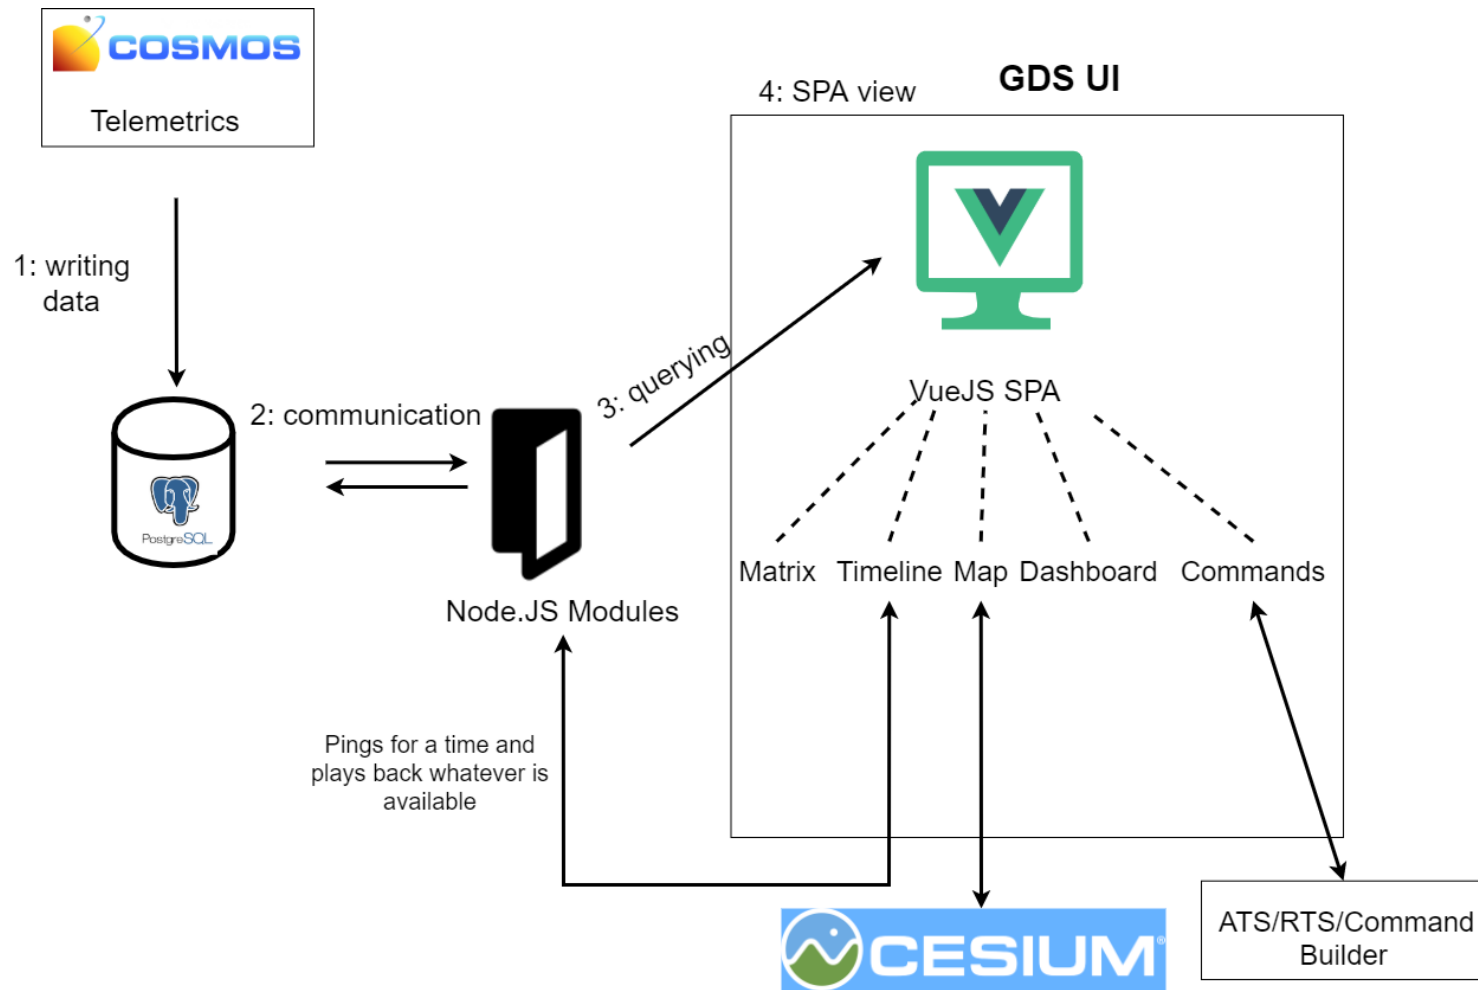 COSMOS
Telemetrics
GDS UI
4: SPA view
1: writing
data
2: communication
3: querying
VueJS SPA
PostgreSQL
Node.JS Modules
Matrix
Timeline
Map
Dashboard
Commands
Pings for a time and
plays back whatever is
available
CESIUM®
ATS/RTS/Command
Builder